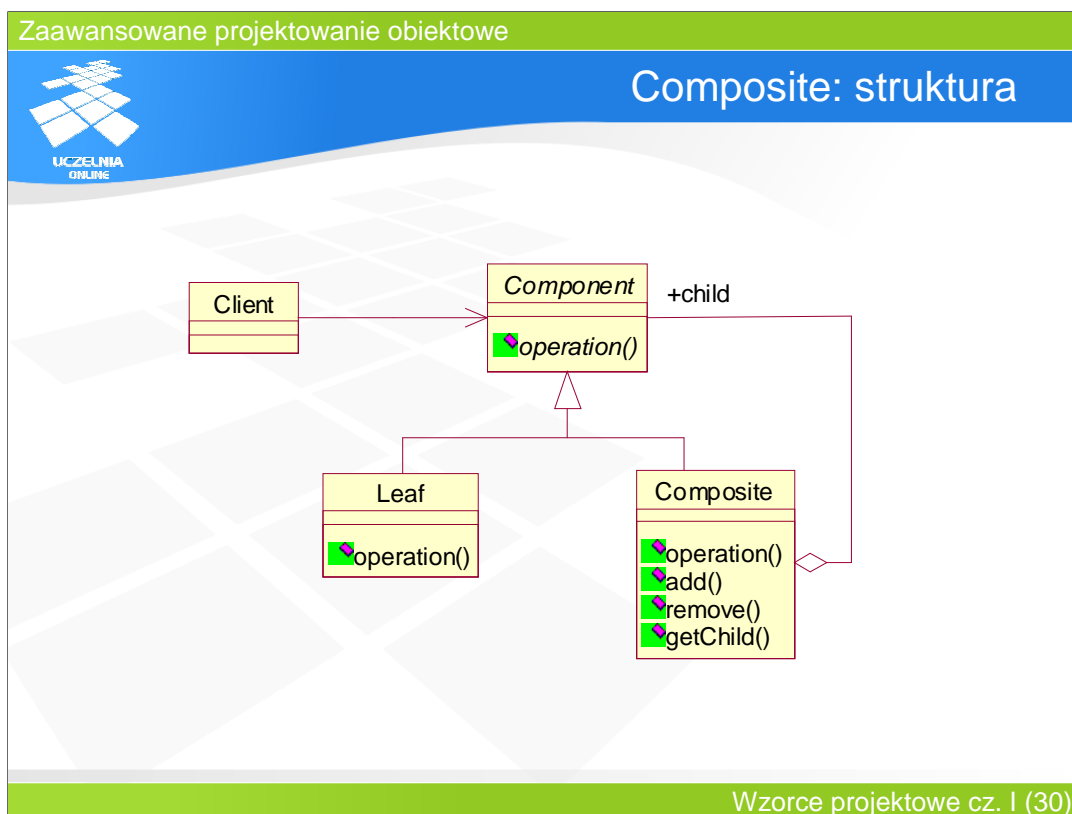 Zaawansowane projektowanie obiektowe
Composite: struktura
UCZELNIA
ONLINE
Client
Component
operation()
+child
Leaf
operation()
Composite
operation()
add()
remove()
getChild()
Wzorce projektowe cz. I (30)